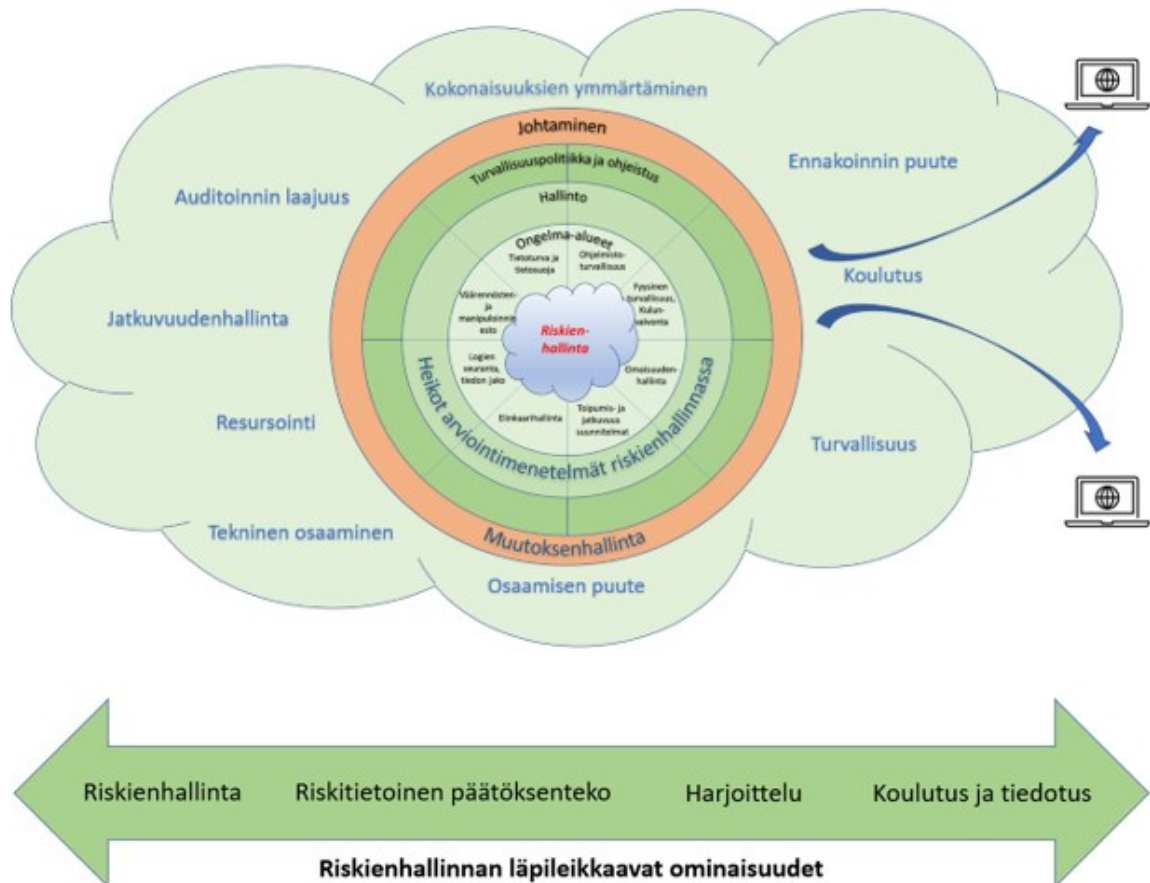 Kokonaisuuksien ymmärtäminen
Johtaminen
Turvallisuuspolitiikka ja ohjeistus
Hallinto
Ongelma-alueet
Tietoturva ja
tietosuoja
Ohjelmisto-
turvallisuus
Väärennösten-
ja
manipuloinnin
esto
Fyysinen
turvallisuus,
Kulun-
valvonta
Riskien-
hallinta
Logien
seuranta,
tiedon jako
Omaisuuden-
hallinta
Elinkaarihallinta
Toipumis- ja
jatkuvuus
suunnitelmat
Heikot arviointimenetelmät riskienhallinnassa
Muutoksenhallinta
Ennakoinnin puute
Auditoinnin laajuus
Koulutus
Jatkuvuudenhallinta
Resursointi
Turvallisuus
Tekninen osaaminen
Osaamisen puute
Riskienhallinta
Riskitietoinen päätöksenteko
Harjoittelu
Koulutus ja tiedotus
Riskienhallinnan läpileikkaavat ominaisuudet